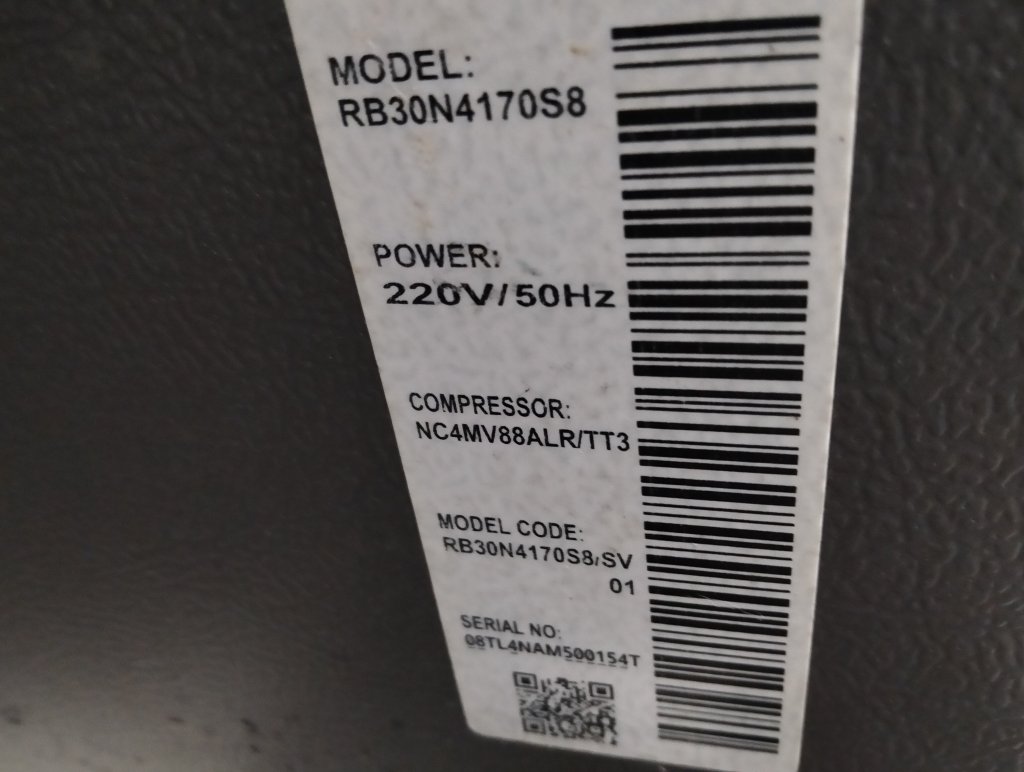 MODEL:
RB30N4170S8
POWER:
220V/50Hz
COMPRESSOR:
NC4MV88ALR/TT3
MODEL CODE:
RB30N4170S8/SV
01
SERIAL NO:
08TL4NAM500154T